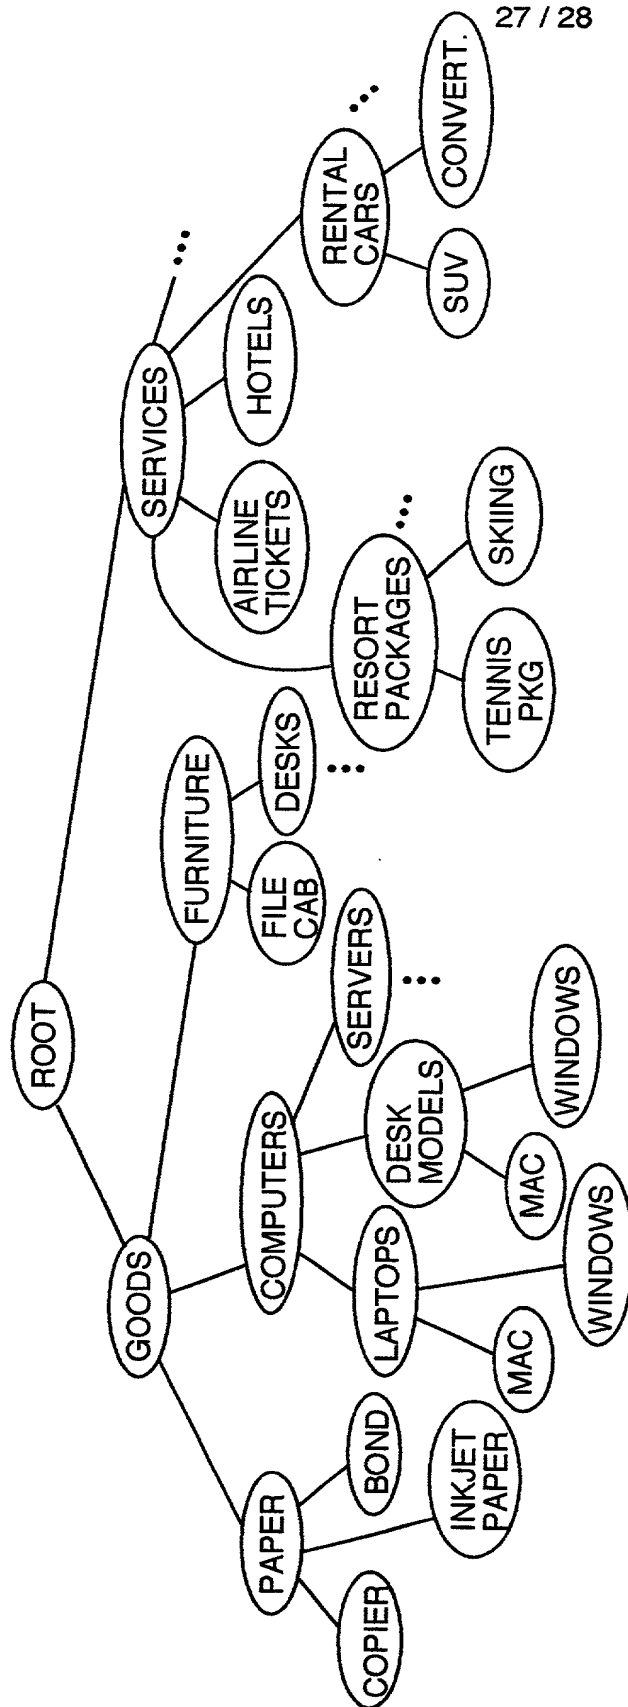 27 / 28
ROOT
GOODS
SERVICES
PAPER
COMPUTERS
FURNITURE
RESORT
PACKAGES
AIRLINE
TICKETS
HOTELS
RENTAL
CARS
COPIER
INKJET
PAPER
BOND
LAPTOPS
DESK
MODELS
SERVERS
FILE
CAB
DESKS
TENNIS
PKG
SKIING
SUV
CONVERT.
MAC
WINDOWS
MAC
WINDOWS